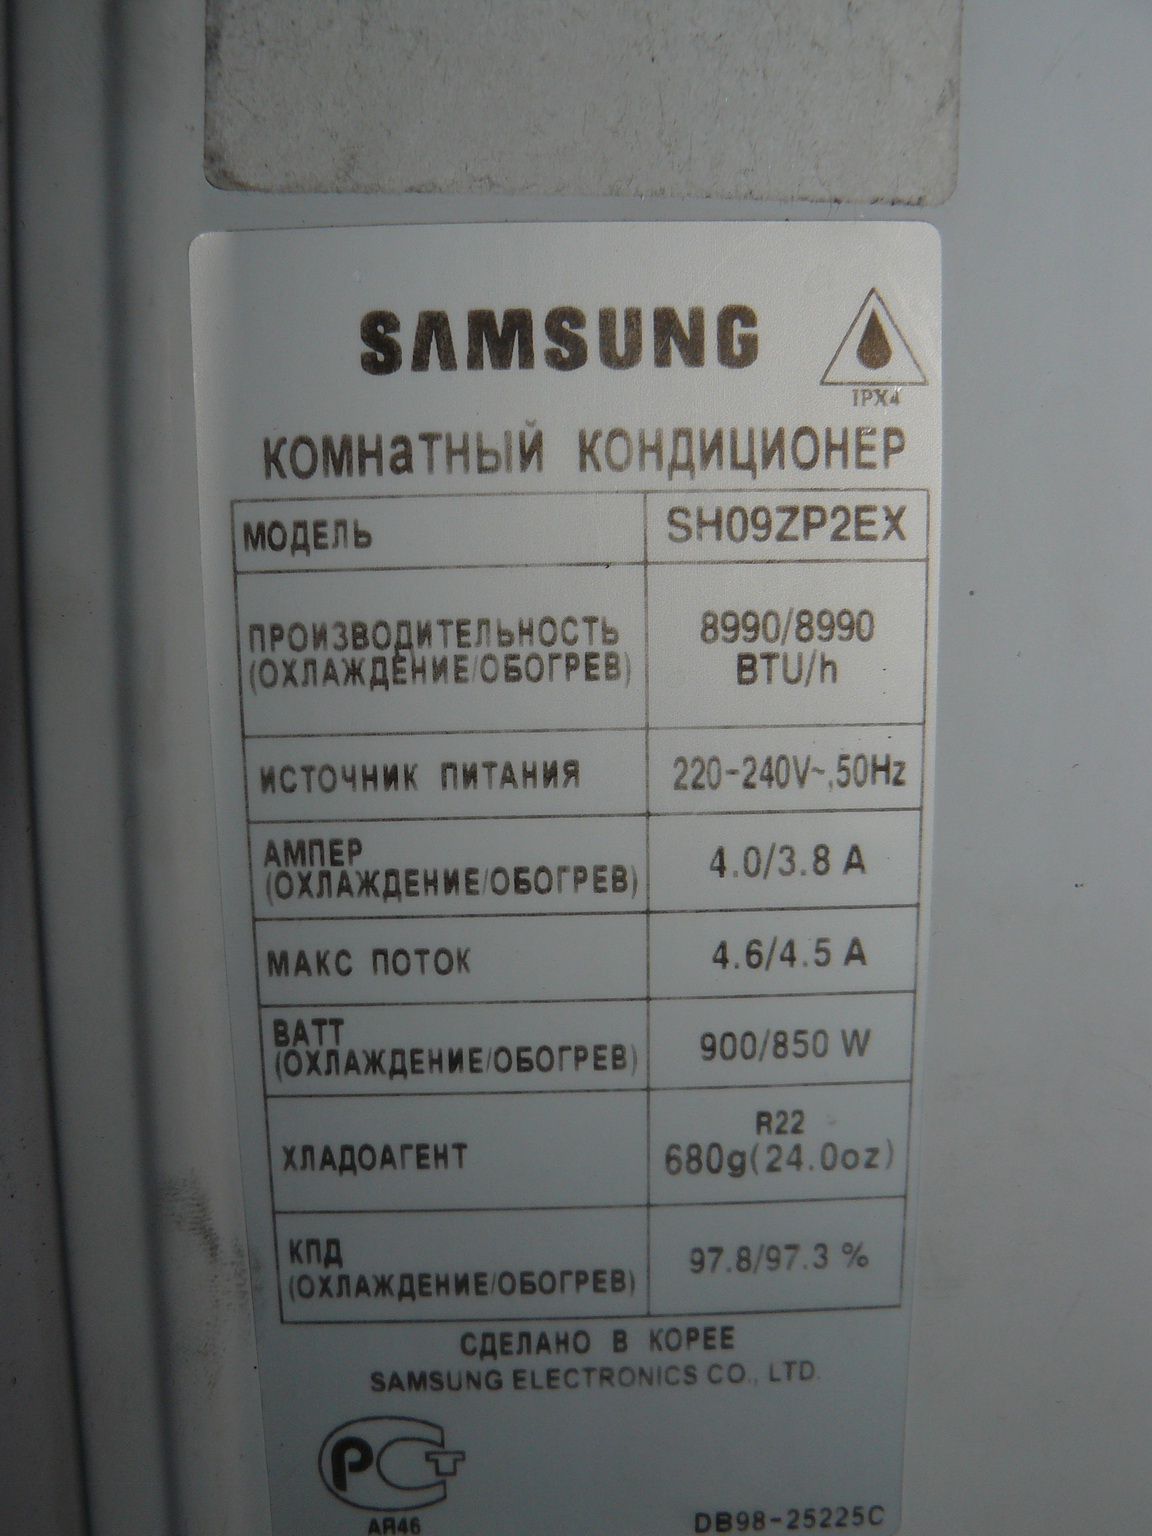 SAMSUNG
IPX4
КОМНаТНЫЙ КОНДИЦИОНЕР
МОДЕЛЬ SH09ZP2EX
ПРОИЗВОДИТЕЛЬНОСТЬ
(ОХЛАЖДЕНИЕ/ОБОГРЕВ)
8990/8990
BTU/h
ИСТОЧНИК ПИТАНИЯ 220-240V~,50Hz
АМПЕР
(ОХЛАЖДЕНИЕ/ОБОГРЕВ)
4.0/3.8 A
МАКС ПОТОК 4.6/4.5 A
ВАТТ
(ОХЛАЖДЕНИЕ/ОБОГРЕВ)
900/850 W
ХЛАДОАГЕНТ
R22
680g(24.0oz)
КПД
(ОХЛАЖДЕНИЕ/ОБОГРЕВ)
97.8/97.3 %
СДЕЛАНО В КОРЕЕ
SAMSUNG ELECTRONICS CO., LTD.
РСТ
АЯ46
DB98-25225C